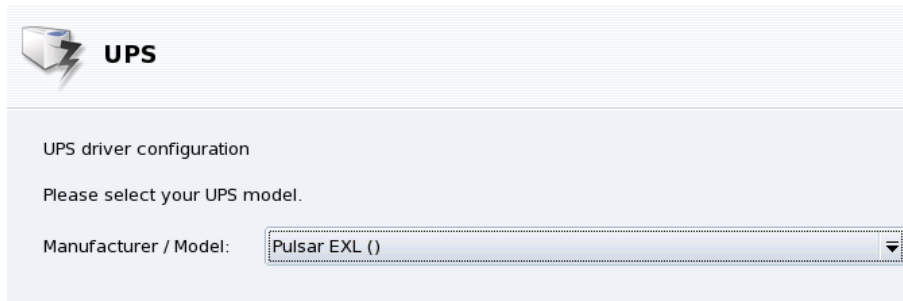 UPS
UPS driver configuration
Please select your UPS model.
Manufacturer / Model: Pulsar EXL ()